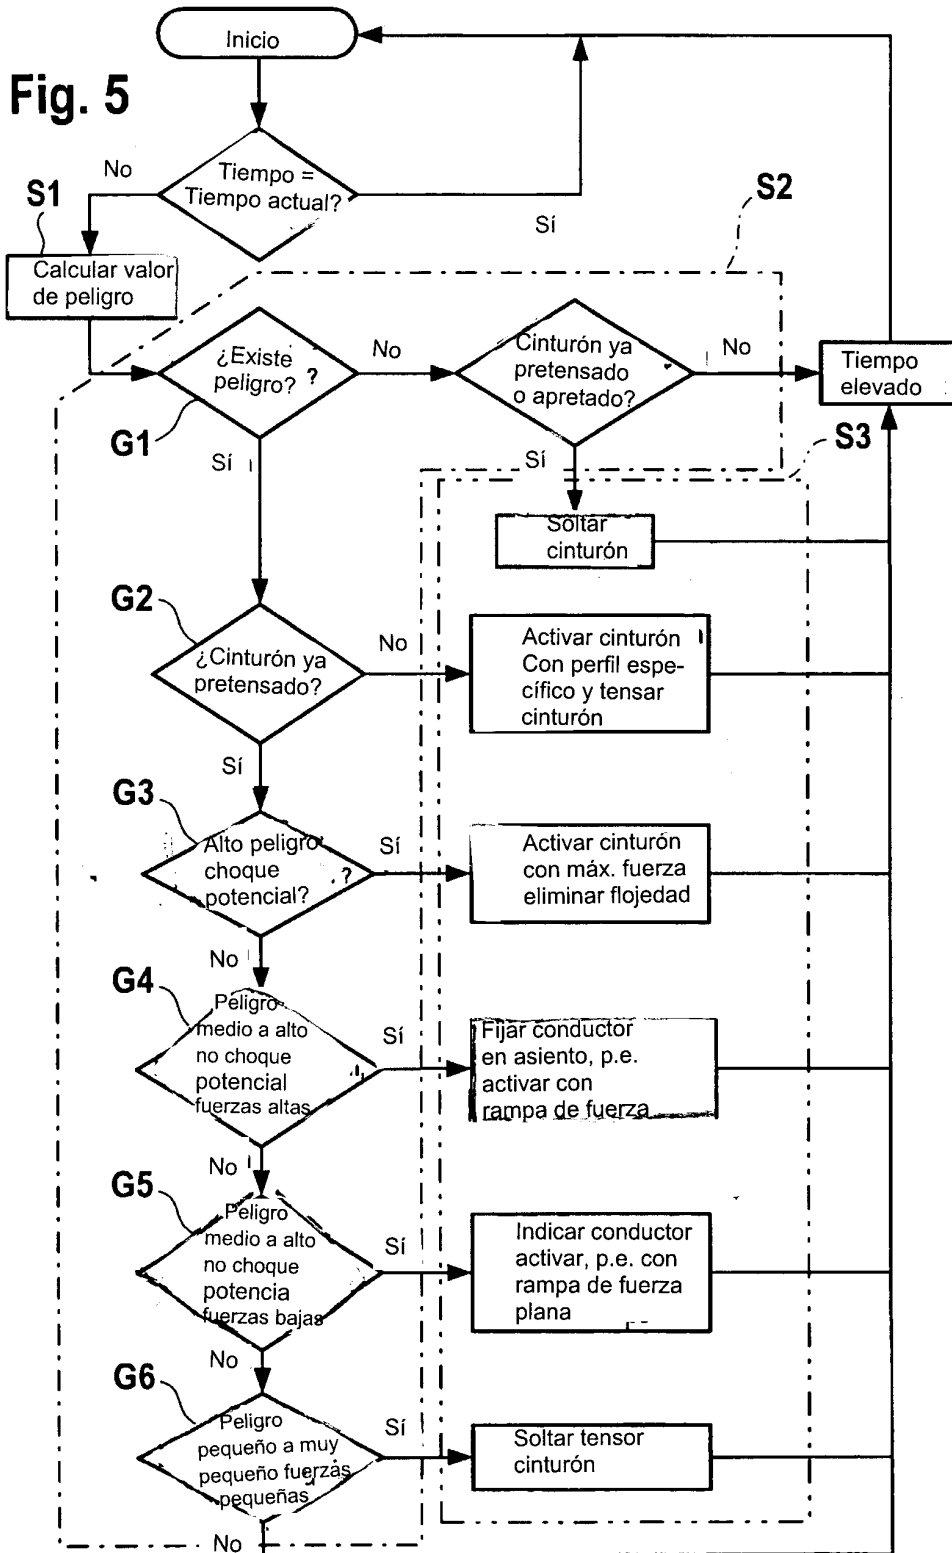 Inicio
Fig. 5
No
Tiempo =
Tiempo actual?
Sí
S1
S2
Calcular valor
de peligro
¿Existe
peligro? ?
No
Cinturón ya
pretensado
o apretado?
No
Tiempo
elevado
G1
Sí
Sí
S3
Soltar
cinturón
G2
¿Cinturón ya
pretensado?
No
Activar cinturón
Con perfil espe-
cífico y tensar
cinturón
Sí
G3
Alto peligro
choque
potencial? ?
Sí
Activar cinturón
con máx. fuerza
eliminar flojedad
No
G4
Peligro
medio a alto
no choque
potencial
fuerzas altas
Sí
Fijar conductor
en asiento, p.e.
activar con
rampa de fuerza
No
G5
Peligro
medio a alto
no choque
potencia
fuerzas bajas
Sí
Indicar conductor
activar, p.e. con
rampa de fuerza
plana
No
G6
Peligro
pequeño a muy
pequeño fuerzas
pequeñas
Sí
Soltar tensor
cinturón
No